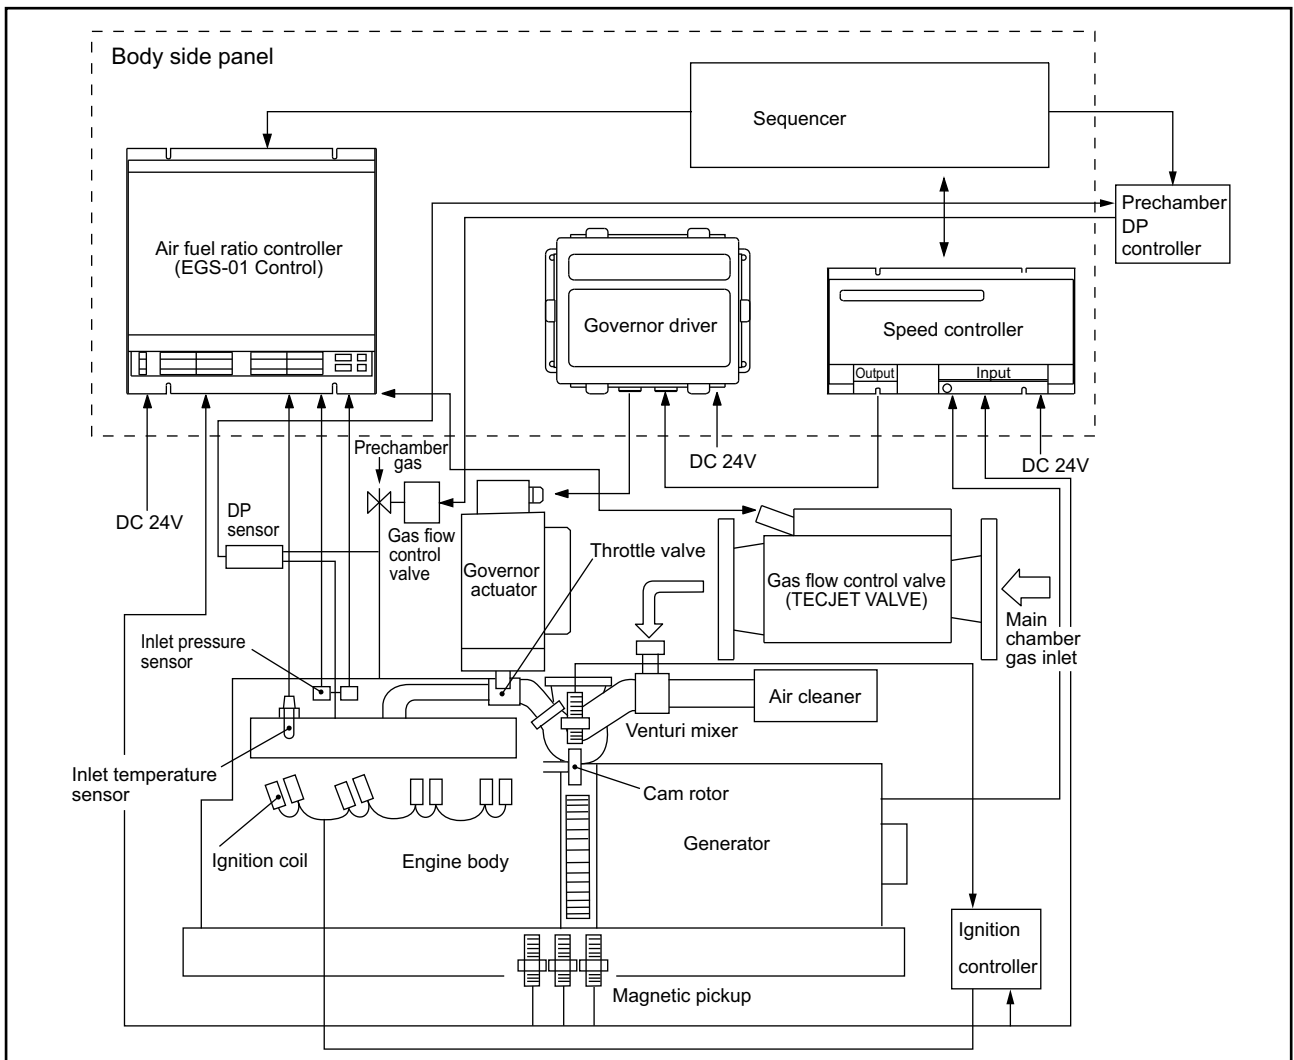 Body side panel
Sequencer
Prechamber
DP
controller
Air fuel ratio controller
(EGS-01 Control)
Governor driver
Speed controller
Output
Input
Prechamber
gas
DC 24V
DC 24V
DC 24V
DP
sensor
Gas flow
control
valve
Throttle valve
Governor
actuator
Gas flow control valve
(TECJET VALVE)
Main
chamber
gas inlet
Inlet pressure
sensor
Air cleaner
Venturi mixer
Inlet temperature
sensor
Cam rotor
Ignition coil
Engine body
Generator
Ignition
controller
Magnetic pickup